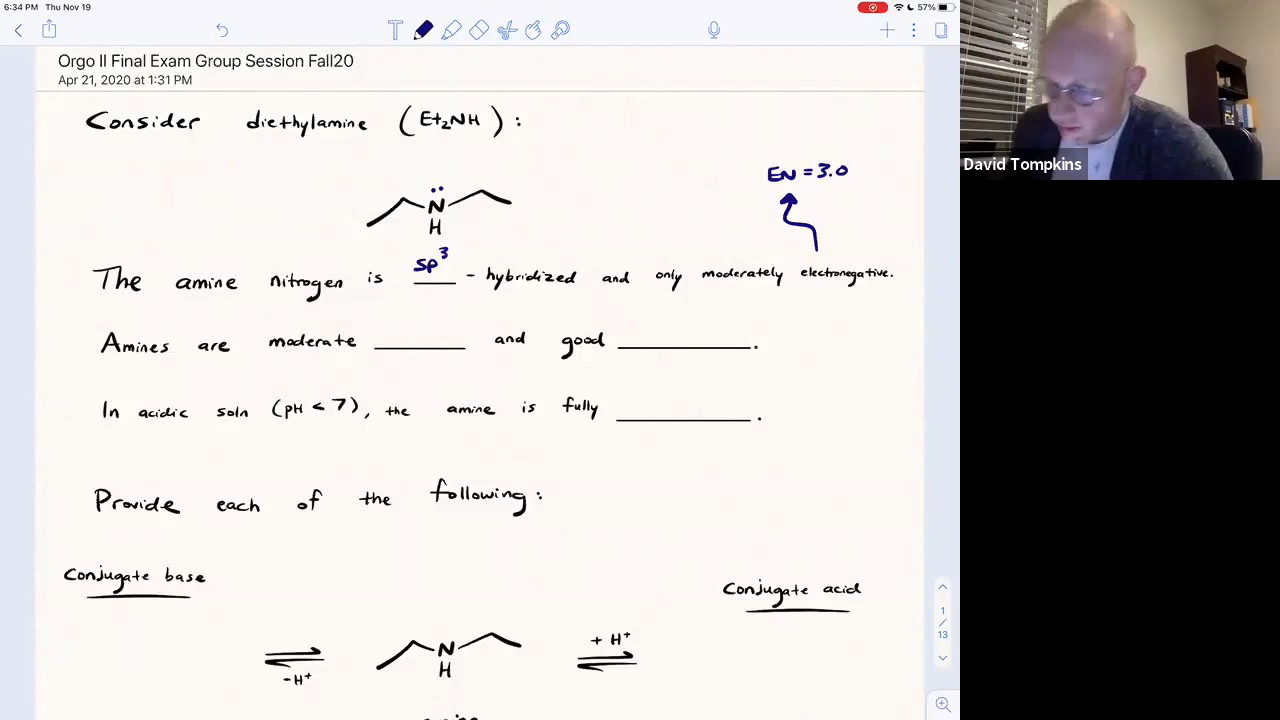 6:34 PM Thu Nov 19
57%
Orgo II Final Exam Group Session Fall20
Apr 21, 2020 at 1:31 PM
Consider diethylamine (Et₂NH):
David Tompkins
EN = 3.0
N
H
The amine nitrogen is sp³ - hybridized and only moderately electronegative.
Amines are moderate ________ and good ________.
In acidic soln (pH < 7), the amine is fully ________.
Provide each of the following:
Conjugate base
Conjugate acid
1
/
13
+ H⁺
N
H
-H⁺